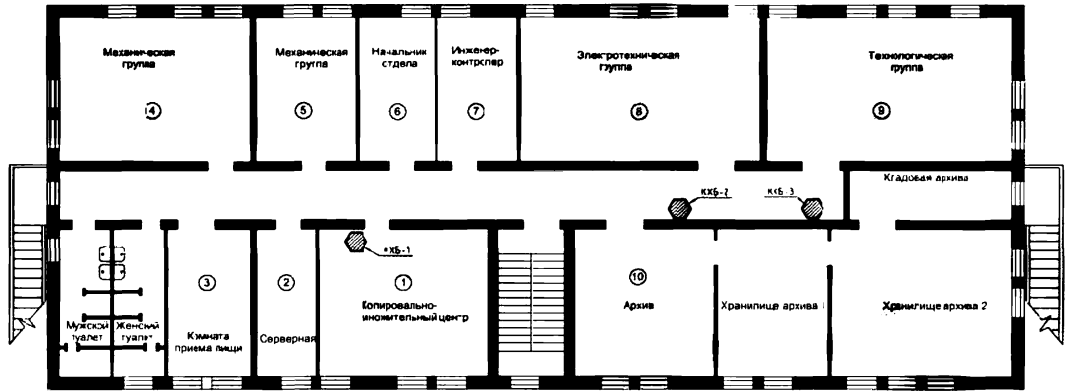 Механическая
группа
4
Механическая
группа
5
Начальник
отдела
6
Инженер-
контролер
7
Электротехническая
группа
8
Технологическая
группа
9
Кладовая архива
КХБ-2
КХБ-3
КХБ-1
Мужской
туалет
Женский
туалет
3
Комната
приема пищи
2
Серверная
1
Копировально-
множительный центр
10
Архив
Хранилище архива 1
Хранилище архива 2